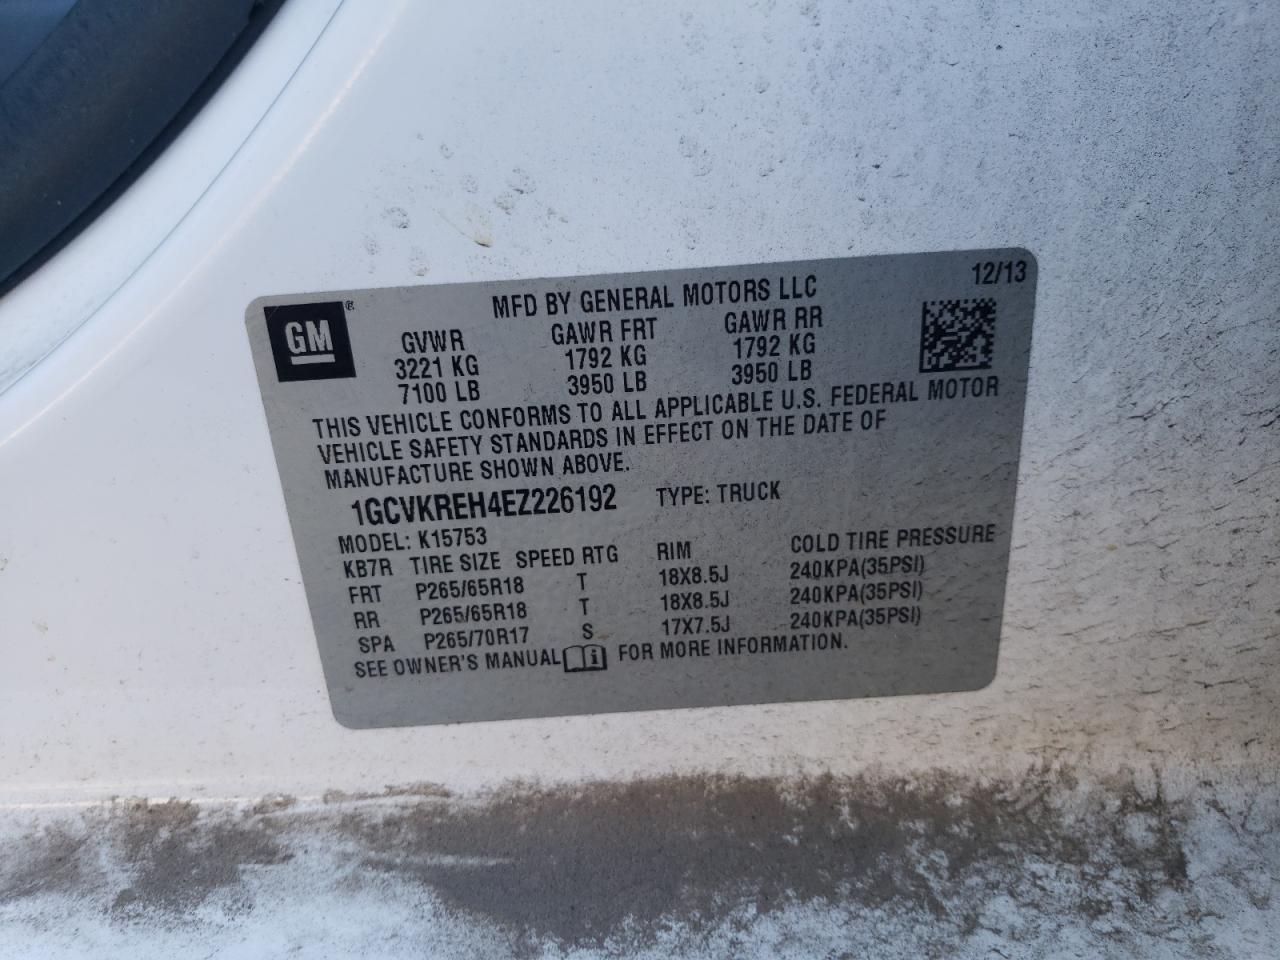 12/13
GM®
MFD BY GENERAL MOTORS LLC
GVWR GAWR FRT GAWR RR
3221 KG 1792 KG 1792 KG
7100 LB 3950 LB 3950 LB
THIS VEHICLE CONFORMS TO ALL APPLICABLE U.S. FEDERAL MOTOR
VEHICLE SAFETY STANDARDS IN EFFECT ON THE DATE OF
MANUFACTURE SHOWN ABOVE.
1GCVKREH4EZ226192 TYPE: TRUCK
MODEL: K15753
KB7R TIRE SIZE SPEED RTG RIM COLD TIRE PRESSURE
FRT P265/65R18 T 18X8.5J 240KPA(35PSI)
RR P265/65R18 T 18X8.5J 240KPA(35PSI)
SPA P265/70R17 S 17X7.5J 240KPA(35PSI)
SEE OWNER'S MANUAL i FOR MORE INFORMATION.